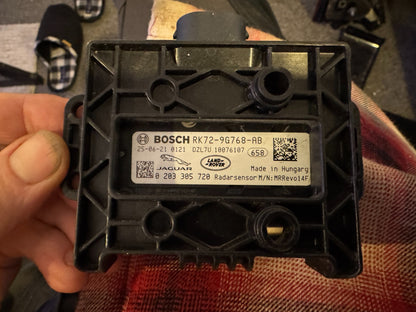 BOSCH RK72-9G768-AB
25-06-21 0121 DZL7U 10076107 658
JAGUAR LAND-ROVER Made in Hungary
0 203 305 720 Radarsensor M/N:MRRevo14F